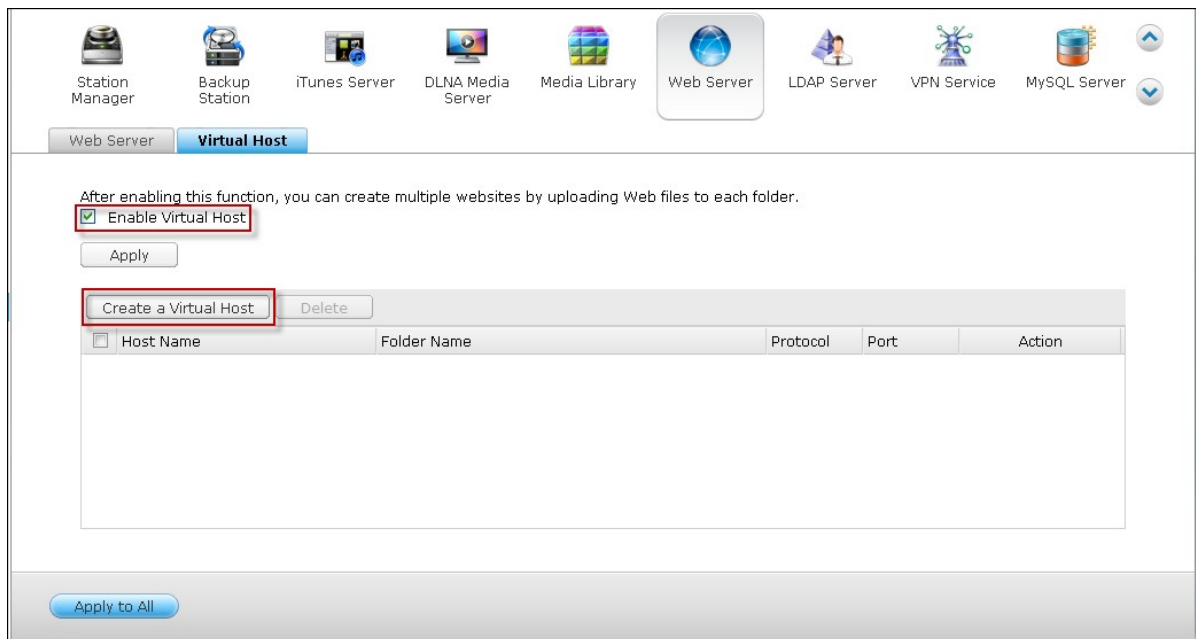 Station Manager
Backup Station
iTunes Server
DLNA Media Server
Media Library
Web Server
LDAP Server
VPN Service
MySQL Server
Web Server
Virtual Host
After enabling this function, you can create multiple websites by uploading Web files to each folder.
Enable Virtual Host
Apply
Create a Virtual Host
Delete
Host Name
Folder Name
Protocol
Port
Action
Apply to All